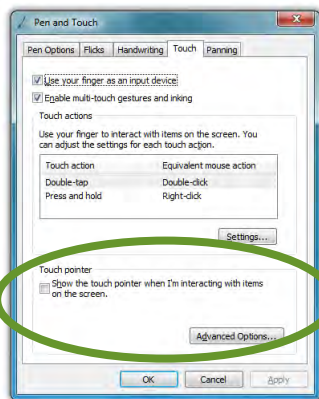 Pen and Touch
Pen Options Flicks Handwriting Touch Panning
Use your finger as an input device
Enable multi-touch gestures and inking
Touch actions
Use your finger to interact with items on the screen. You
can adjust the settings for each touch action.
Touch action Equivalent mouse action
Double-tap Double-click
Press and hold Right-click
Settings...
Touch pointer
Show the touch pointer when I'm interacting with items
on the screen.
Advanced Options...
OK Cancel Apply